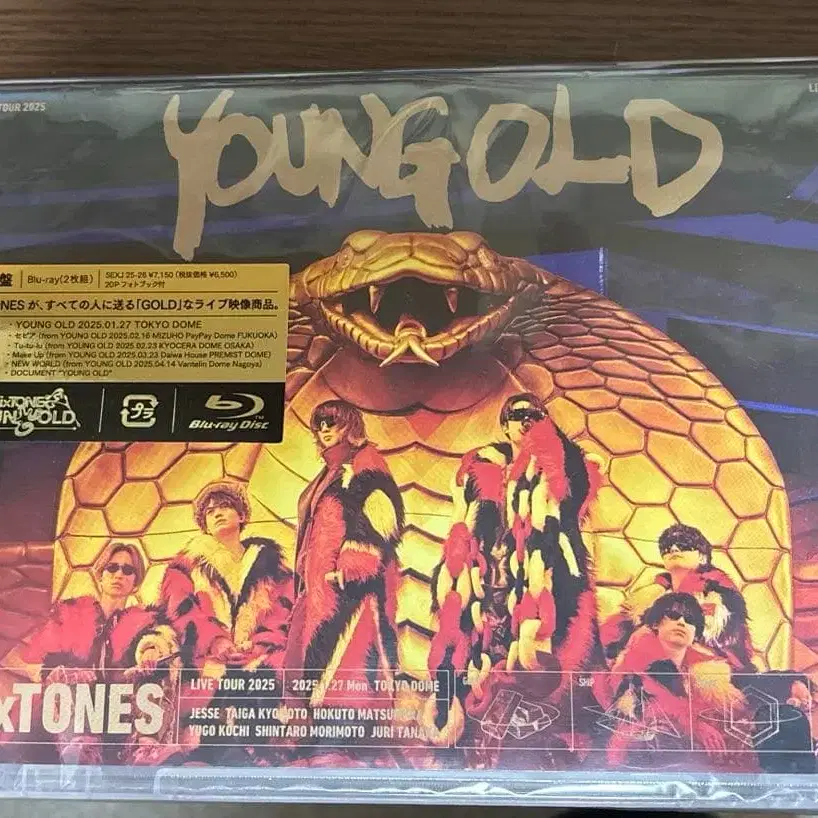 TOUR 2025
YOUNG OLD
盤 Blu-ray(2枚組) SEXJ 25-26 ¥7,150 (税抜価格 ¥6,500)
20P フォトブック付
TONES が、すべての人に送る「GOLD」なライブ映像商品。
・YOUNG OLD 2025.01.27 TOKYO DOME
・セピア (from YOUNG OLD 2025.02.16 MIZUHO PayPay Dome FUKUOKA)
・Tu-tu-lu (from YOUNG OLD 2025.02.23 KYOCERA DOME OSAKA)
・Make Up (from YOUNG OLD 2025.03.23 Daiwa House PREMIST DOME)
・NEW WORLD (from YOUNG OLD 2025.04.14 Vantelin Dome Nagoya)
・DOCUMENT "YOUNG OLD"
ixTONES
プラ
Blu-ray Disc
xTONES
LIVE TOUR 2025 Mon TOKYO DOME
JESSE TAIGA KYOMOTO HOKUTO
YUGO KOCHI SHINTARO MORIMOTO JURI
SHIP